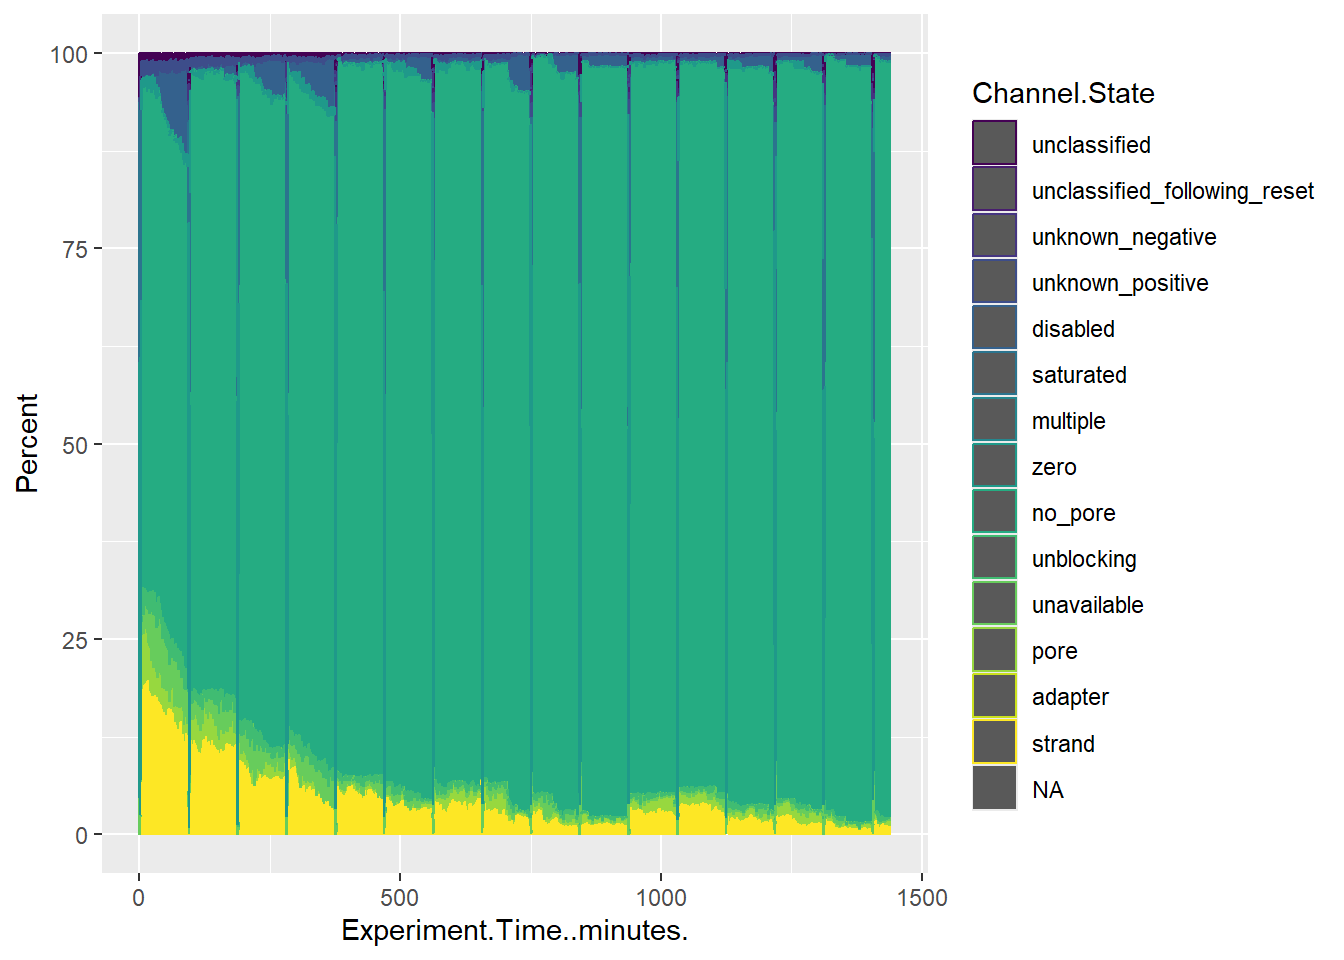 100
75
50
25
0
Percent
0
500
1000
1500
Experiment.Time..minutes.
Channel.State
unclassified
unclassified_following_reset
unknown_negative
unknown_positive
disabled
saturated
multiple
zero
no_pore
unblocking
unavailable
pore
adapter
strand
NA